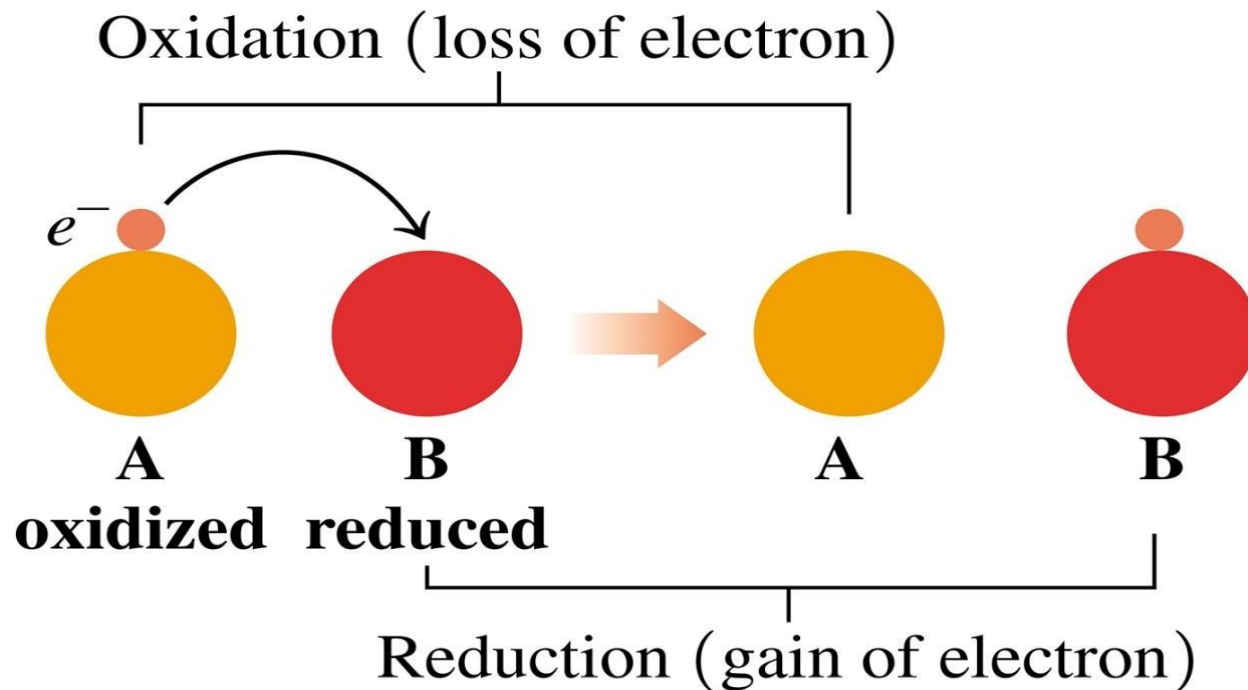 Oxidation (loss of electron)
e⁻
A B A B
oxidized reduced
Reduction (gain of electron)